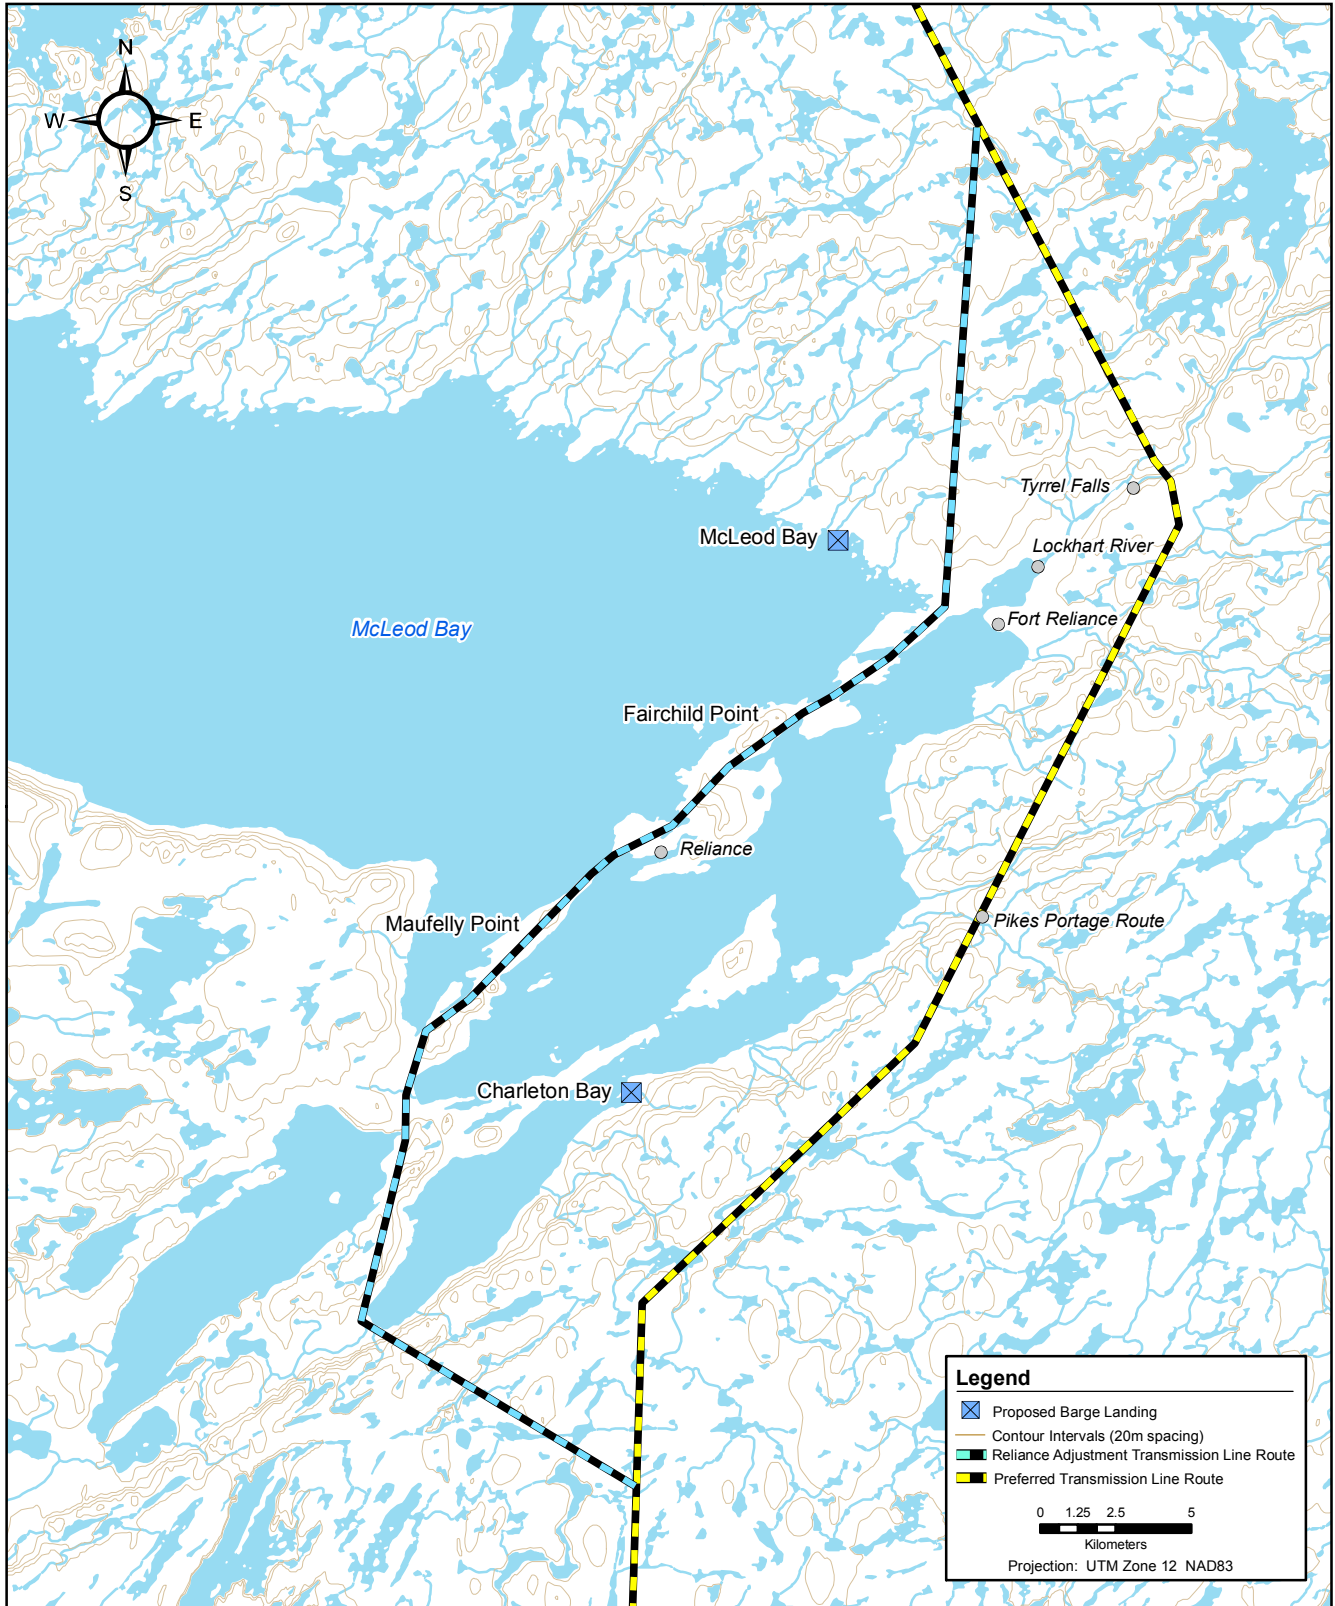 N
W E
S
Tyrrel Falls
McLeod Bay
Lockhart River
Fort Reliance
McLeod Bay
Fairchild Point
Reliance
Maufelly Point
Pikes Portage Route
Charleton Bay
Legend
Proposed Barge Landing
Contour Intervals (20m spacing)
Reliance Adjustment Transmission Line Route
Preferred Transmission Line Route
0 1.25 2.5 5
Kilometers
Projection: UTM Zone 12 NAD83